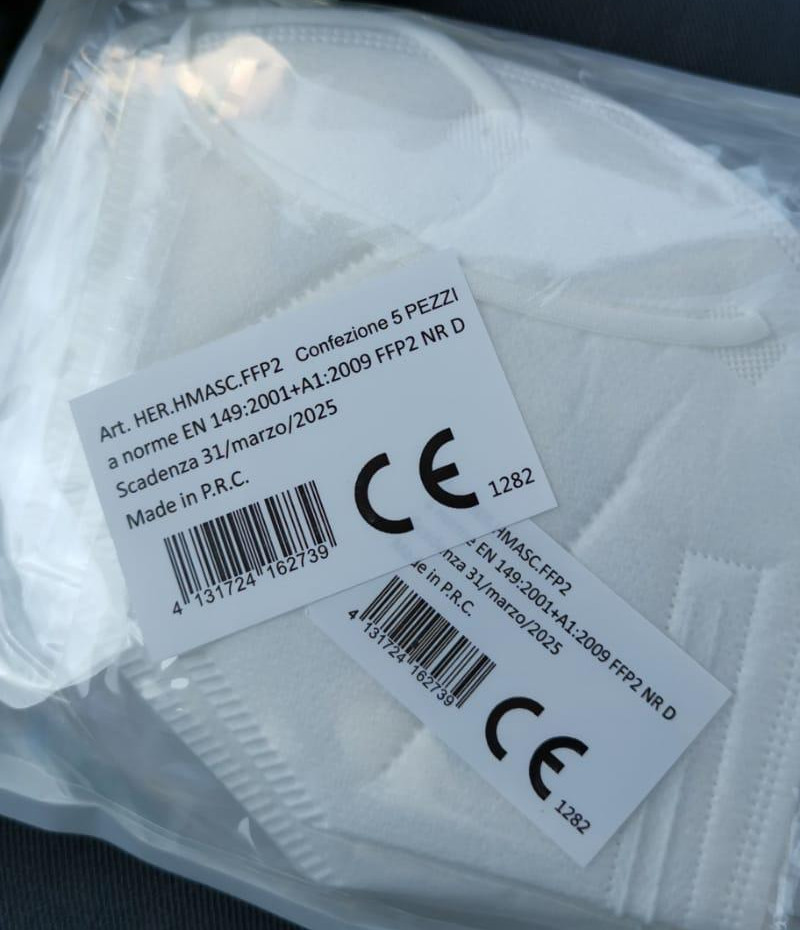 Art. HER.HMASC.FFP2 Confezione 5 PEZZI
a norme EN 149:2001+A1:2009 FFP2 NR D
Scadenza 31/marzo/2025
Made in P.R.C.
CE 1282
4 131724 162739
HMASC.FFP2
EN 149:2001+A1:2009 FFP2 NR D
31/marzo/2025
in P.R.C.
4 131724 162739
CE 1282